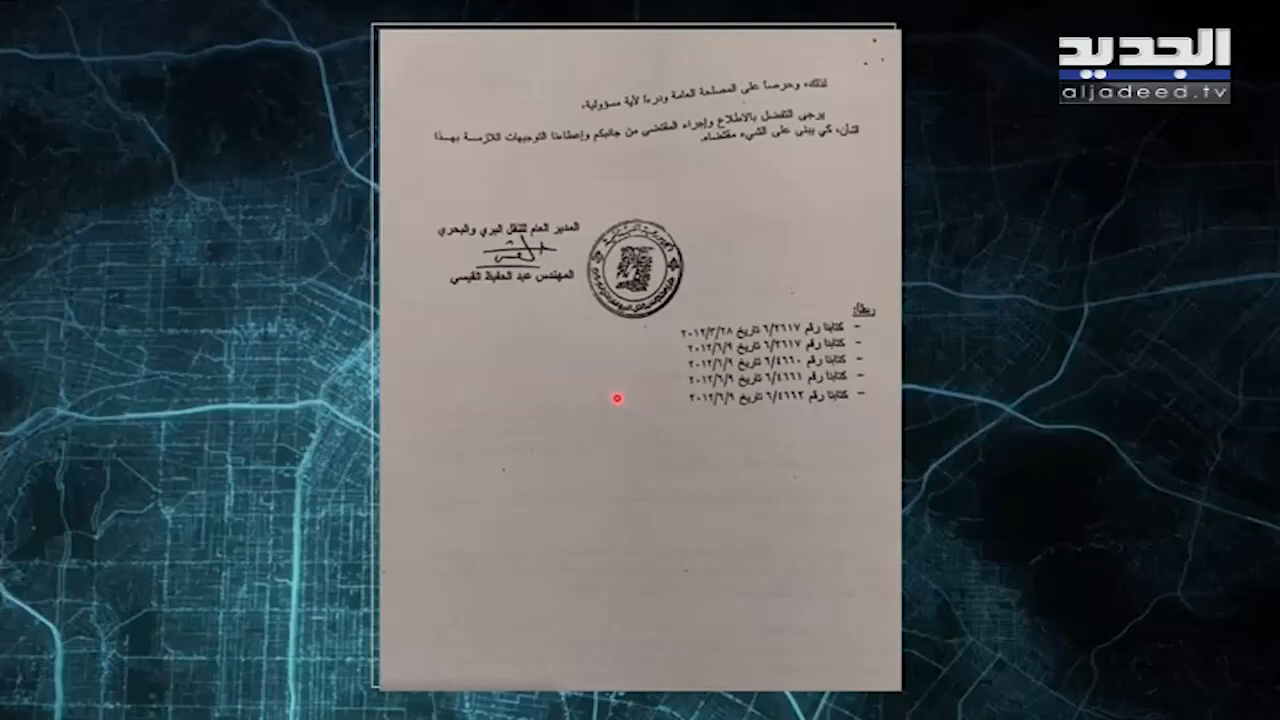 الجديد
aljadeed.tv
لذلك، وحرصاً على المصلحة العامة ودرءاً لأية مسؤولية،
يرجى التفضل بالاطلاع وإجراء المقتضى من جانبكم وإعطائنا التوجيهات اللازمة بهذا
الشأن، كي يبنى على الشيء مقتضاه.
المدير العام للنقل البري والبحري
المهندس عبد الحفيظ القيسي
ربطاً:
- كتابنا رقم ٦/٢٦١٧ تاريخ ٢٠١٢/٣/٢٨
- كتابنا رقم ٦/٢٦١٧ تاريخ ٢٠١٢/٦/٩
- كتابنا رقم ٦/٤٦٦٠ تاريخ ٢٠١٢/٦/٩
- كتابنا رقم ٦/٤٦٦١ تاريخ ٢٠١٢/٦/٩
- كتابنا رقم ٦/٤٦٦٢ تاريخ ٢٠١٢/٦/٩